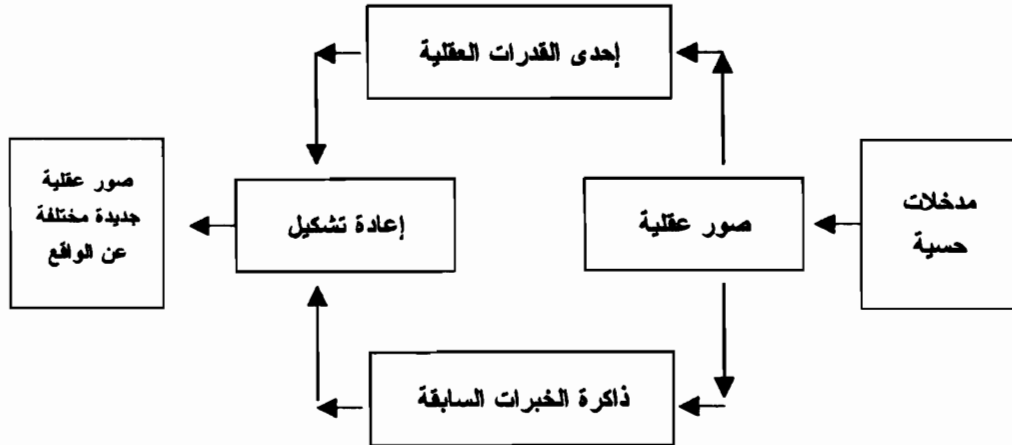 إحدى القدرات العقلية
مدخلات
حسية
صور عقلية
إعادة تشكيل
صور عقلية
جديدة مختلفة
عن الواقع
ذاكرة الخبرات السابقة